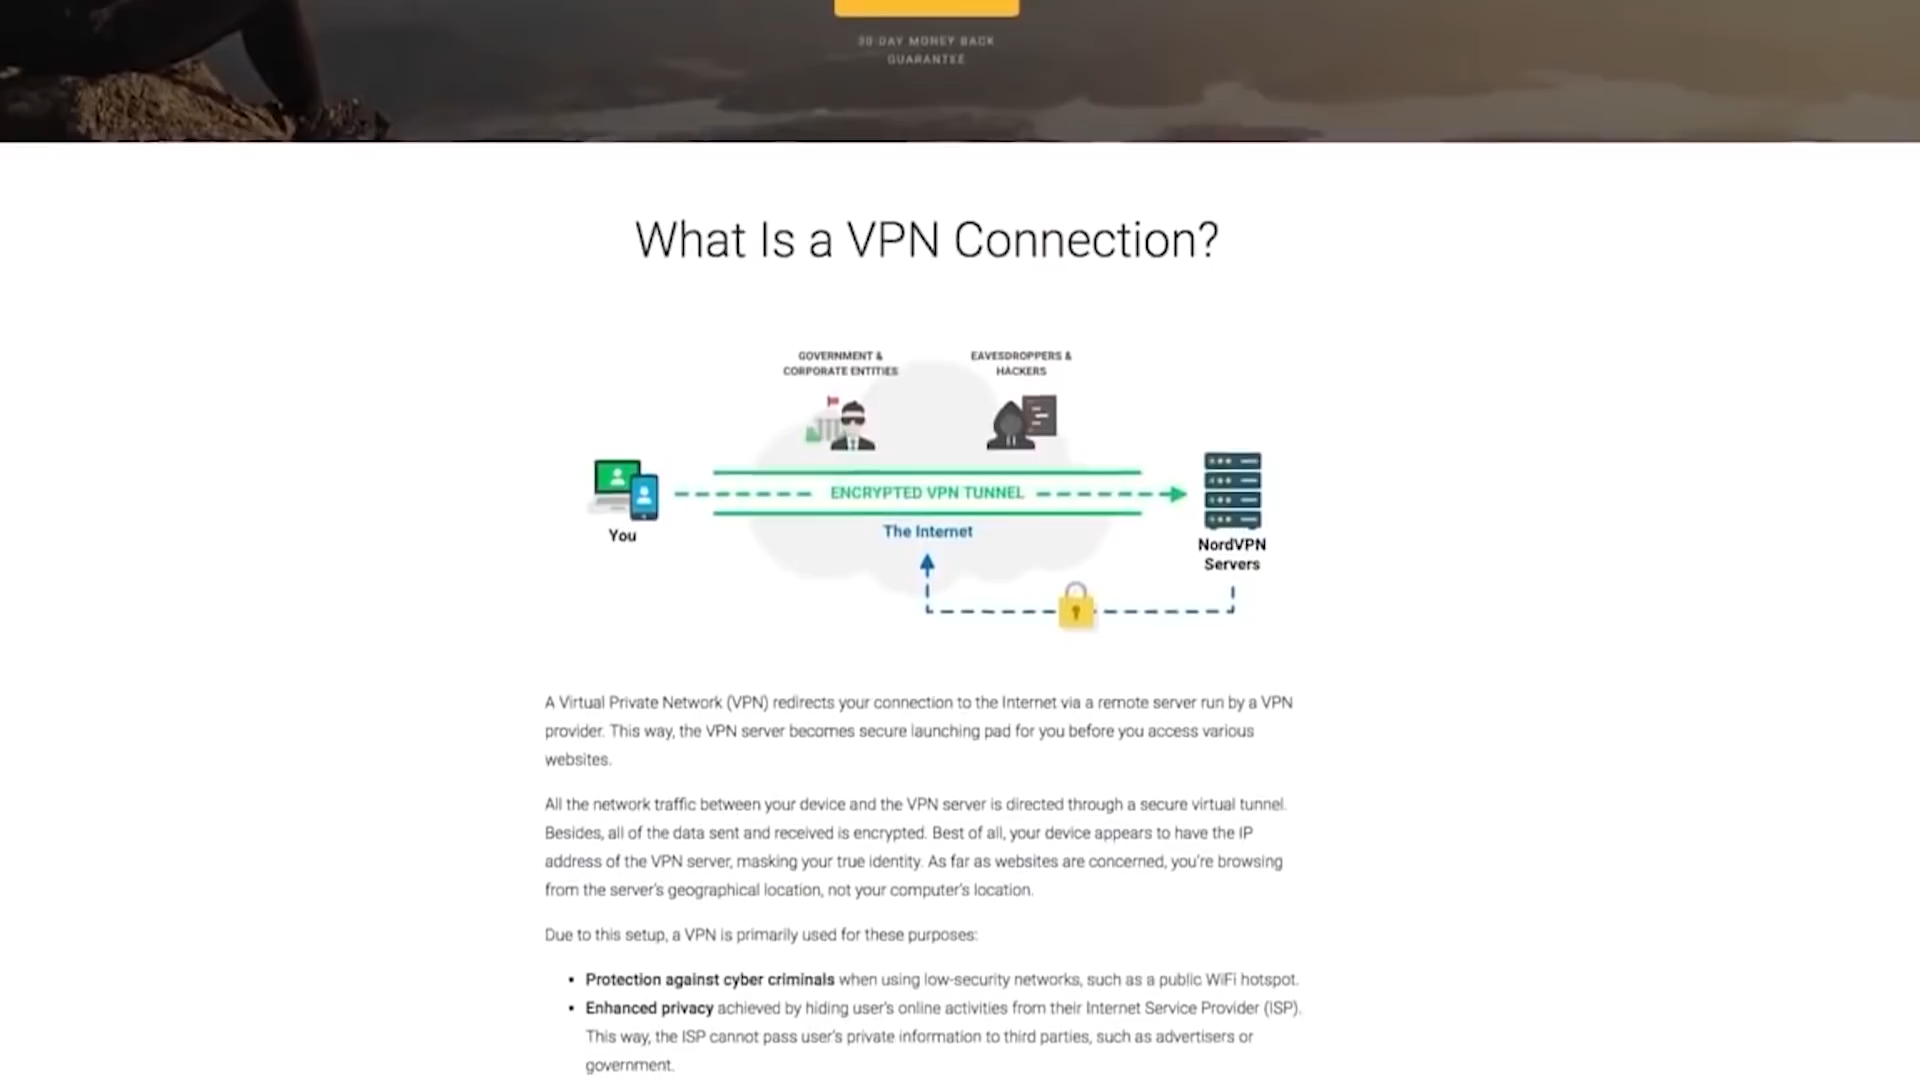 30-DAY MONEY BACK
GUARANTEE
What Is a VPN Connection?
GOVERNMENT &
CORPORATE ENTITIES
EAVESDROPPERS &
HACKERS
ENCRYPTED VPN TUNNEL
The Internet
You
NordVPN
Servers
A Virtual Private Network (VPN) redirects your connection to the Internet via a remote server run by a VPN
provider. This way, the VPN server becomes secure launching pad for you before you access various
websites.
All the network traffic between your device and the VPN server is directed through a secure virtual tunnel.
Besides, all of the data sent and received is encrypted. Best of all, your device appears to have the IP
address of the VPN server, masking your true identity. As far as websites are concerned, you're browsing
from the server's geographical location, not your computer's location.
Due to this setup, a VPN is primarily used for these purposes:
• Protection against cyber criminals when using low-security networks, such as a public WiFi hotspot.
• Enhanced privacy achieved by hiding user's online activities from their Internet Service Provider (ISP).
This way, the ISP cannot pass user's private information to third parties, such as advertisers or
government.